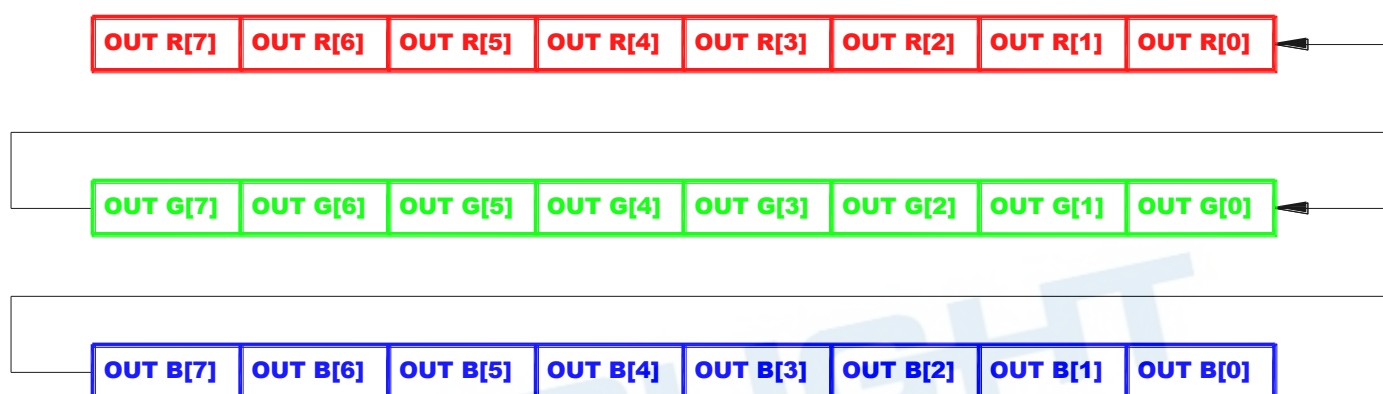 OUT R[7] OUT R[6] OUT R[5] OUT R[4] OUT R[3] OUT R[2] OUT R[1] OUT R[0]
OUT G[7] OUT G[6] OUT G[5] OUT G[4] OUT G[3] OUT G[2] OUT G[1] OUT G[0]
OUT B[7] OUT B[6] OUT B[5] OUT B[4] OUT B[3] OUT B[2] OUT B[1] OUT B[0]